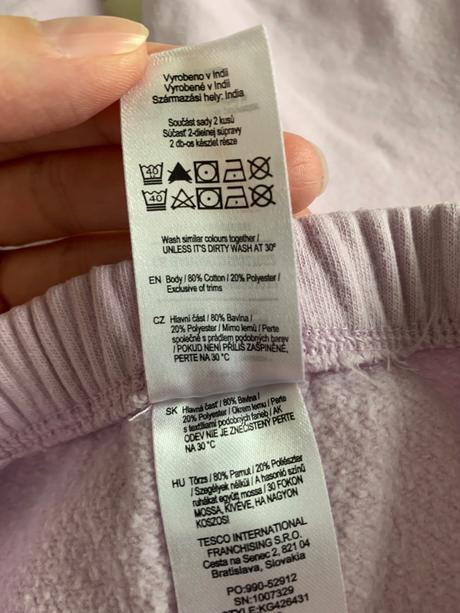 Vyrobeno v Indii
Vyrobené v Indii
Származási hely: India
Součást sady 2 kusů
Súčasť 2-dielnej súpravy
2 db-os készlet része
40
40
Wash similar colours together /
UNLESS IT'S DIRTY WASH AT 30°
EN Body / 80% Cotton / 20% Polyester /
Exclusive of trims
CZ Hlavní část / 80% Bavlna /
20% Polyester / Mimo lemů / Perte
společně s prádlem podobných barev
/ POKUD NENÍ PŘÍLIŠ ZAŠPINĚNÉ,
PERTE NA 30 °C
SK Hlavná časť / 80% Bavlna /
20% Polyester / Okrem lemu / Perte
s textíliami podobných farieb / AK
ODEV NIE JE ZNEČISTENÝ PERTE
NA 30 °C
HU Törzs / 80% Pamut / 20% Poliészter
/ Szegélyek nélkül / A hasonló színű
ruhákat együtt mossa / 30 FOKON
MOSSA, KIVÉVE, HA NAGYON
KOSZOS!
TESCO INTERNATIONAL
FRANCHISING S.R.O.
Cesta na Senec 2, 821 04
Bratislava, Slovakia
PO:990-52912
SN:1007329
STYLE:KG426431